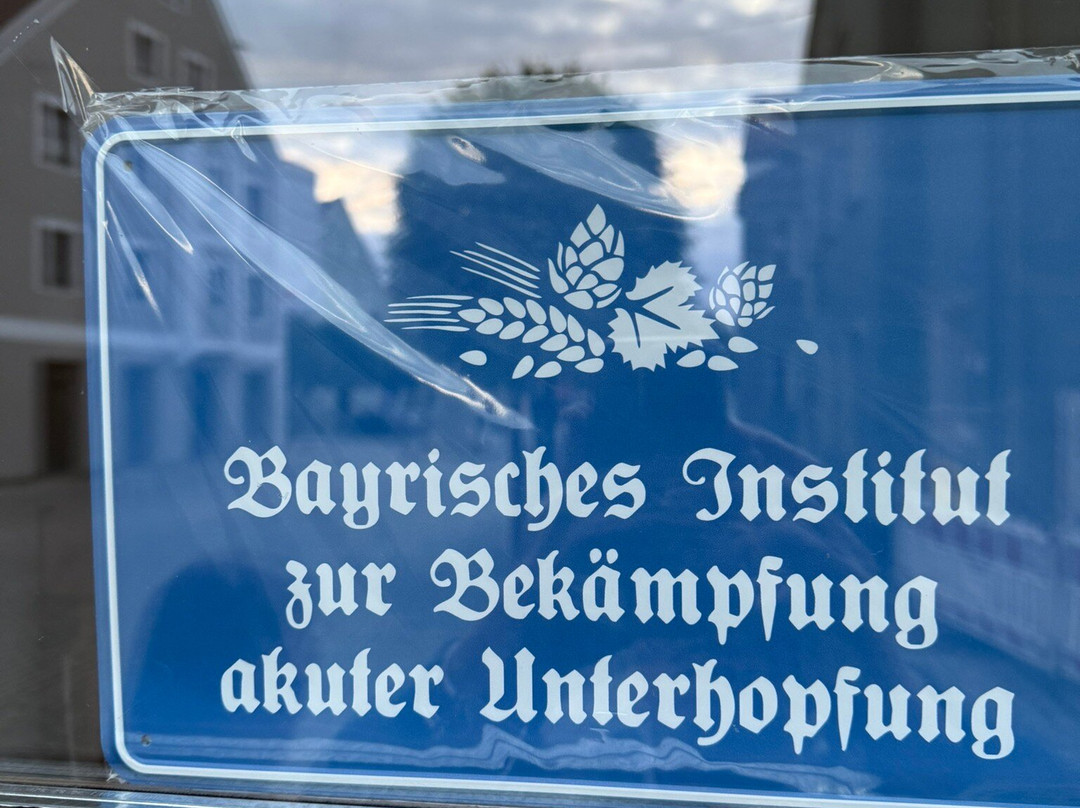 Bayrisches Institut
zur Bekämpfung
akuter Unterhopfung